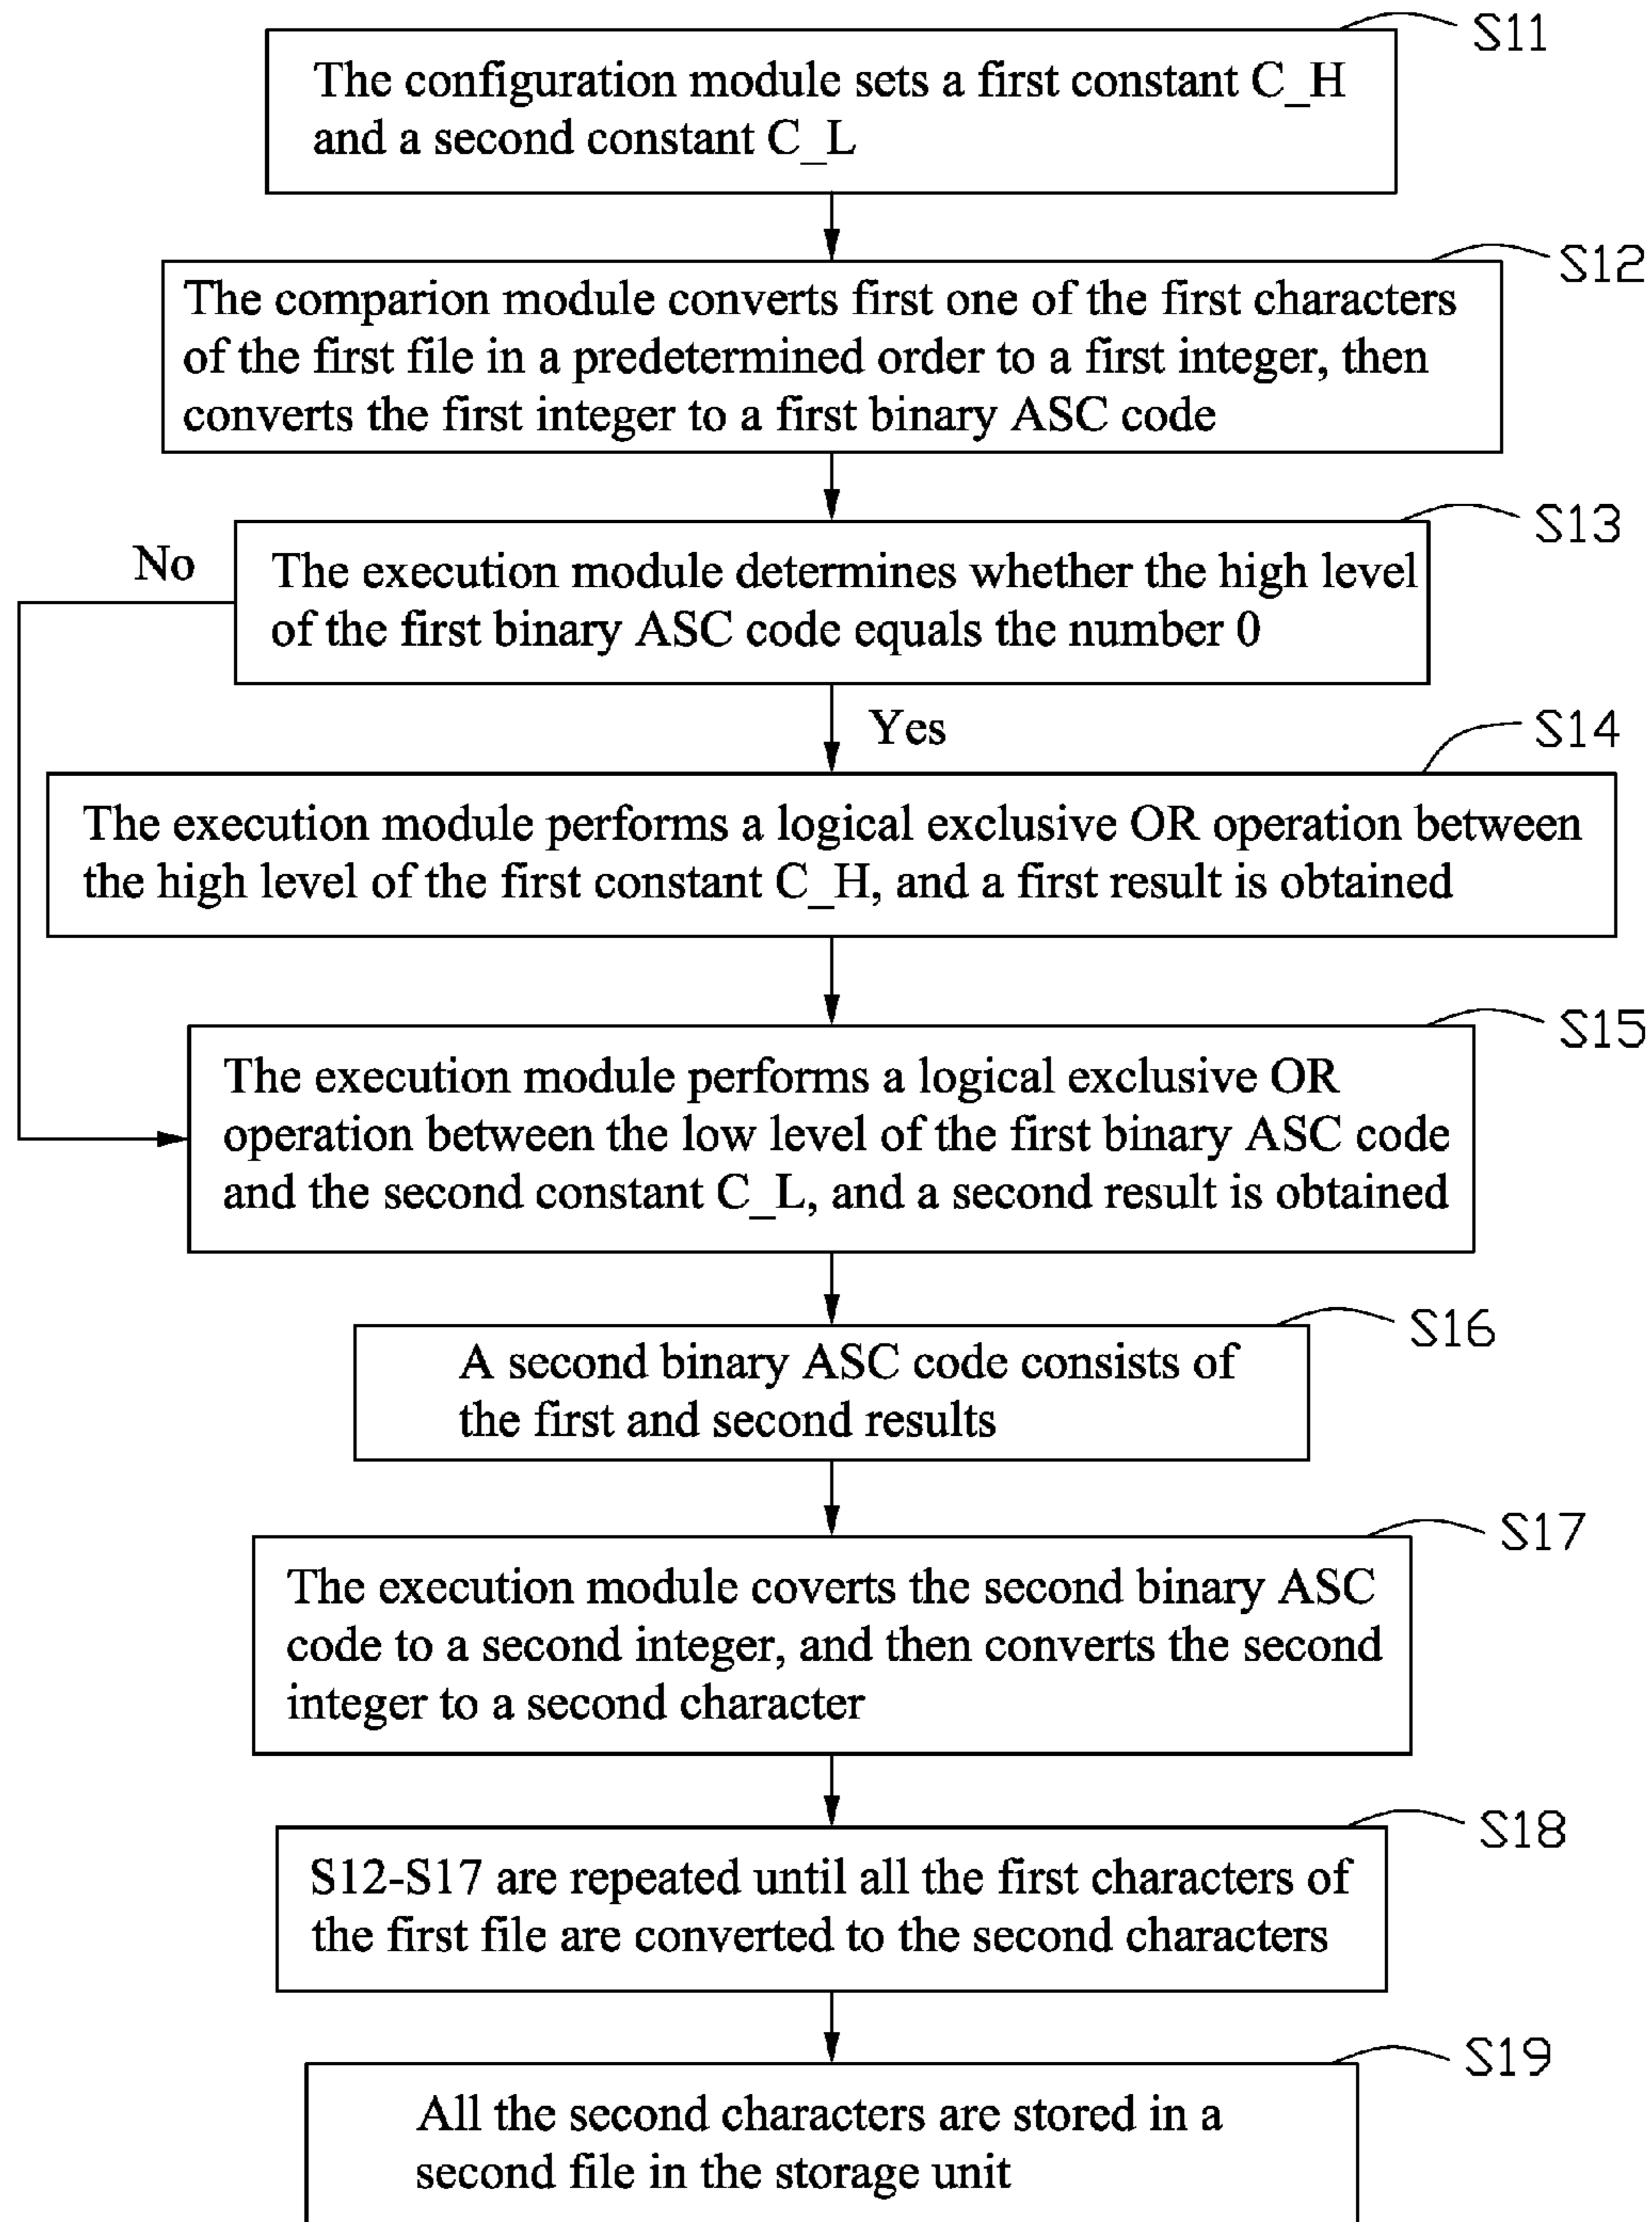 S11
The configuration module sets a first constant C_H
and a second constant C_L
S12
The comparion module converts first one of the first characters
of the first file in a predetermined order to a first integer, then
converts the first integer to a first binary ASC code
S13
No
The execution module determines whether the high level
of the first binary ASC code equals the number 0
Yes
S14
The execution module performs a logical exclusive OR operation between
the high level of the first constant C_H, and a first result is obtained
S15
The execution module performs a logical exclusive OR
operation between the low level of the first binary ASC code
and the second constant C_L, and a second result is obtained
S16
A second binary ASC code consists of
the first and second results
S17
The execution module coverts the second binary ASC
code to a second integer, and then converts the second
integer to a second character
S18
S12-S17 are repeated until all the first characters of
the first file are converted to the second characters
S19
All the second characters are stored in a
second file in the storage unit